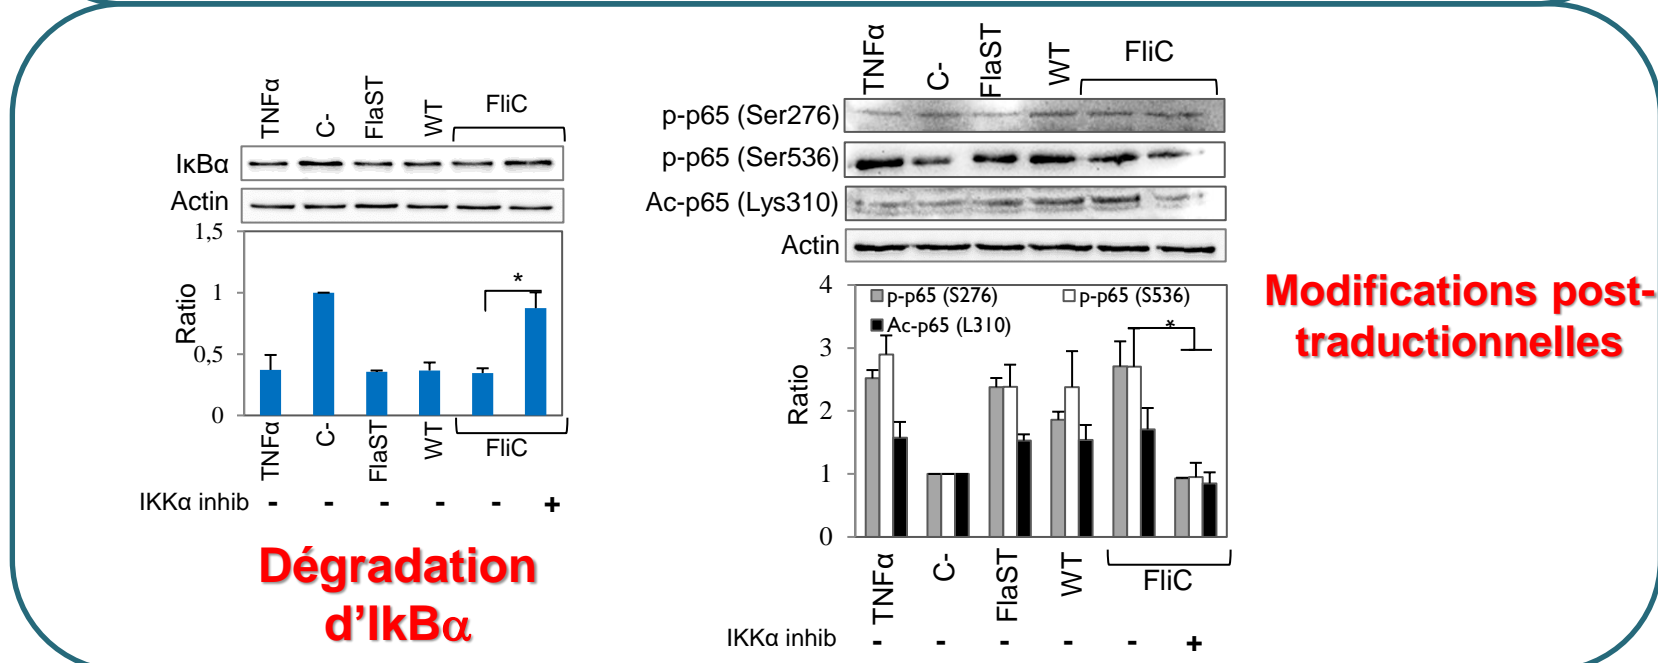 TNFα C- FlaST WT FliC
IκBα
Actin
1,5
1
0,5
0
Ratio
*
TNFα C- FlaST WT FliC
IKKα inhib - - - - - +
Dégradation
d’IkBα
TNFα C- FlaST WT FliC
p-p65 (Ser276)
p-p65 (Ser536)
Ac-p65 (Lys310)
Actin
4
3
2
1
0
Ratio
p-p65 (S276) p-p65 (S536)
Ac-p65 (L310)
*
TNFα C- FlaST WT FliC
IKKα inhib - - - - - +
Modifications post-
traductionnelles